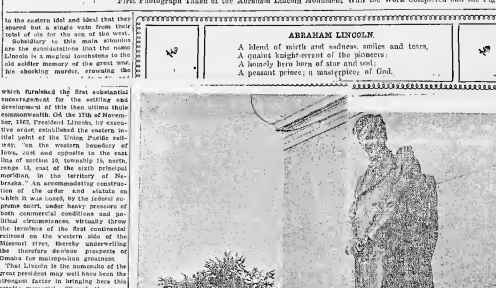 First Photograph Taken of the Abraham Lincoln Monument With the Work Completed and the Fig
to the eastern idol and ideal that they
spared but a single vote from their
total of six for the son of the west.
Subsidiary to this main stimulus
are the considerations that the name
Lincoln is a magical touchstone to the
old soldier memory of the great war,
his shocking murder, crowning the
ABRAHAM LINCOLN.
A blend of mirth and sadness, smiles and tears,
A quaint knight-errant of the pioneers:
A homely hero born of star and sod;
A peasant prince; a masterpiece of God.
which furnished the first substantial
encouragement for the settling and
development of this then ultima thule
commonwealth. On the 17th of Novem-
ber, 1863, President Lincoln, by execu-
tive order, established the eastern in-
itial point of the Union Pacific rail-
way, "on the western boundary of
Iowa, east and opposite to the east
line of section 10, township 15, north,
range 13, east of the sixth principal
meridian, in the territory of Ne-
braska." An accommodating construc-
tion of the order and statute on
which it was based, by the federal su-
preme court, under heavy pressure of
both commercial conditions and po-
litical circumstances, virtually threw
the terminus of the first continental
railroad on the western side of the
Missouri river, thereby underwriting
the therefore dubious prospects of
Omaha for metropolitan greatness.
That Lincoln is the namesake of the
great president may well have been the
strongest factor in bringing here this